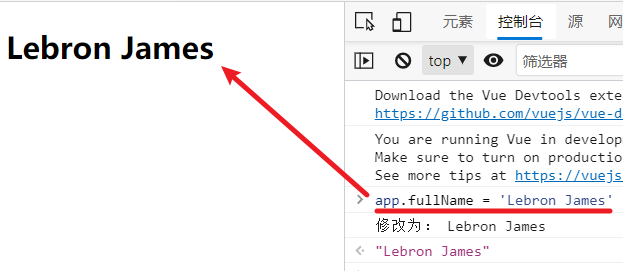 Lebron James
元素
控制台
源
网
top ▼
筛选器
Download the Vue Devtools exte
https://github.com/vuejs/vue-d
You are running Vue in develop
Make sure to turn on productio
See more tips at https://vuejs
app.fullName = 'Lebron James'
修改为： Lebron James
"Lebron James"